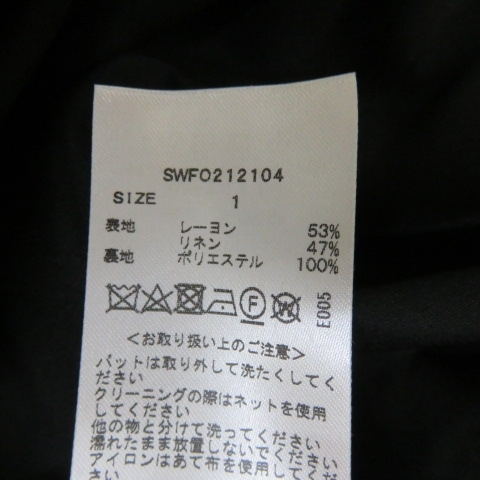 SWFO212104
SIZE 1
表地 レーヨン 53%
リネン 47%
裏地 ポリエステル 100%
F W E005
<お取り扱い上のご注意>
パットは取り外して洗たくしてく
ださい
クリーニングの際はネットを使用
してください
他の物と分けて洗ってください
濡れたまま放置しないでください
アイロンはあて布を使用してくだ
さい